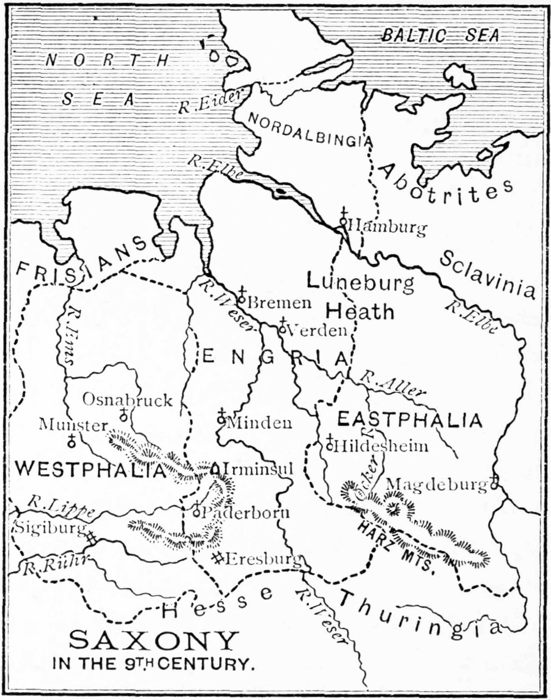 BALTIC SEA
NORTH
SEA
R. Eider
NORDALBINGIA
R. Elbe
Abotrites
Hamburg
FRISIANS
Sclavinia
Luneburg
Heath
R. Ems
R. Weser
Bremen
R. Elbe
Verden
ENGRIA
R. Aller
Osnabruck
Munster
Minden
EASTPHALIA
Hildesheim
WESTPHALIA
Irminsul
R. Ocker
Magdeburg
R. Lippe
Paderborn
Sigiburg
HARZ MTS.
R. Rühr
Eresburg
Hesse
R. Weser
Thuringia
SAXONY
IN THE 9TH CENTURY.